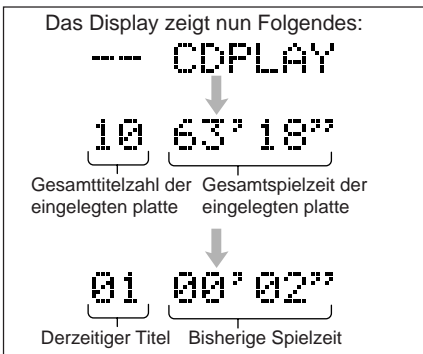 Das Display zeigt nun Folgendes:
-- CDPLAY
10 63’18”
Gesamttitelzahl der Gesamtspielzeit der
eingelegten platte eingelegten platte
01 00’02”
Derzeitiger Titel Bisherige Spielzeit